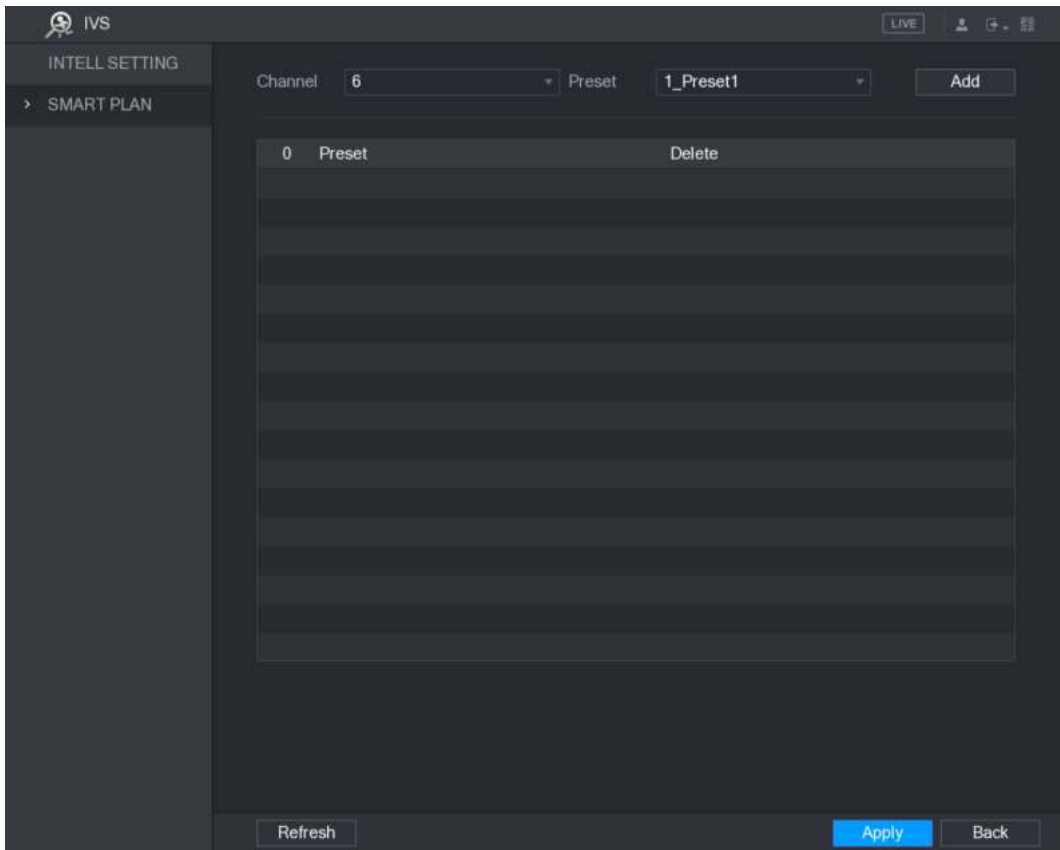 IVS
LIVE
INTELL SETTING
SMART PLAN
Channel 6 Preset 1_Preset1 Add
0 Preset Delete
Refresh Apply Back